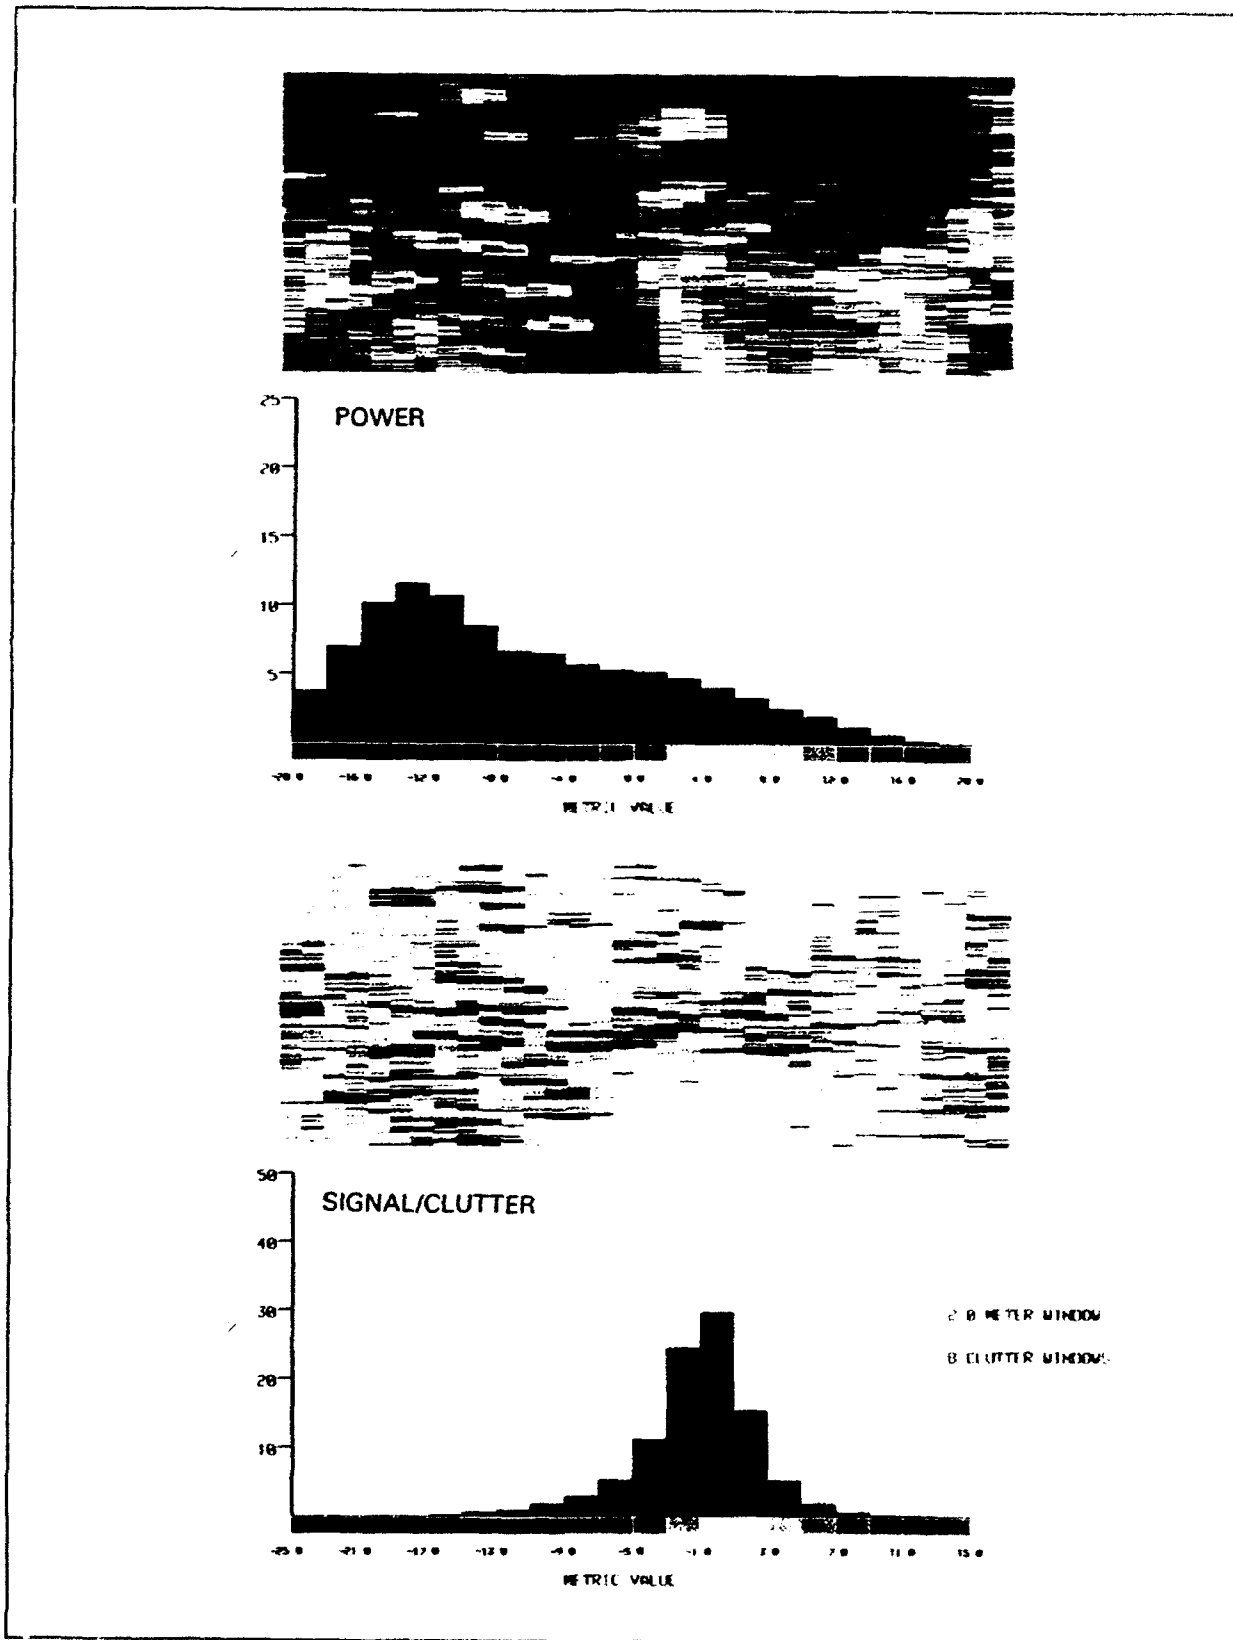 25
POWER
20
15
10
5
-20.0 -16.0 -12.0 -8.0 -4.0 0.0 4.0 8.0 12.0 16.0 20.0
METRIC VALUE
50
SIGNAL/CLUTTER
40
30
2.0 METER WINDOW
20
8 CLUTTER WINDOWS
10
-25.0 -21.0 -17.0 -13.0 -9.0 -5.0 -1.0 3.0 7.0 11.0 15.0
METRIC VALUE